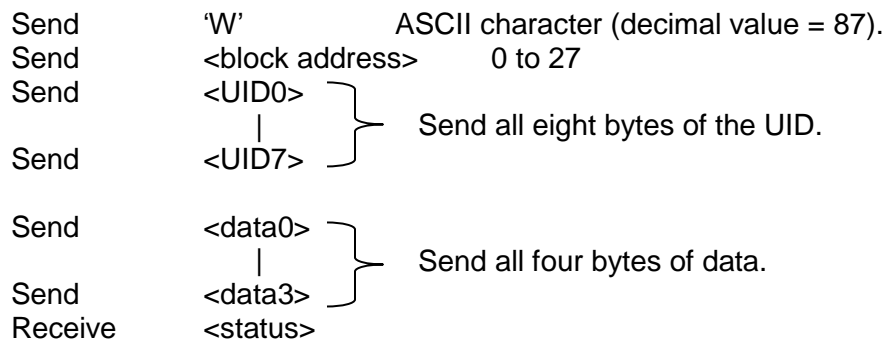 Send ‘W’ ASCII character (decimal value = 87).
Send <block address> 0 to 27
Send <UID0>
| Send all eight bytes of the UID.
Send <UID7>
Send <data0>
| Send all four bytes of data.
Send <data3>
Receive <status>